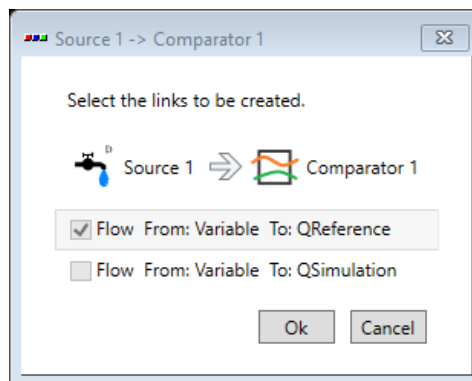 Source 1 -> Comparator 1
Select the links to be created.
D
Source 1
Comparator 1
Flow From: Variable To: QReference
Flow From: Variable To: QSimulation
Ok
Cancel